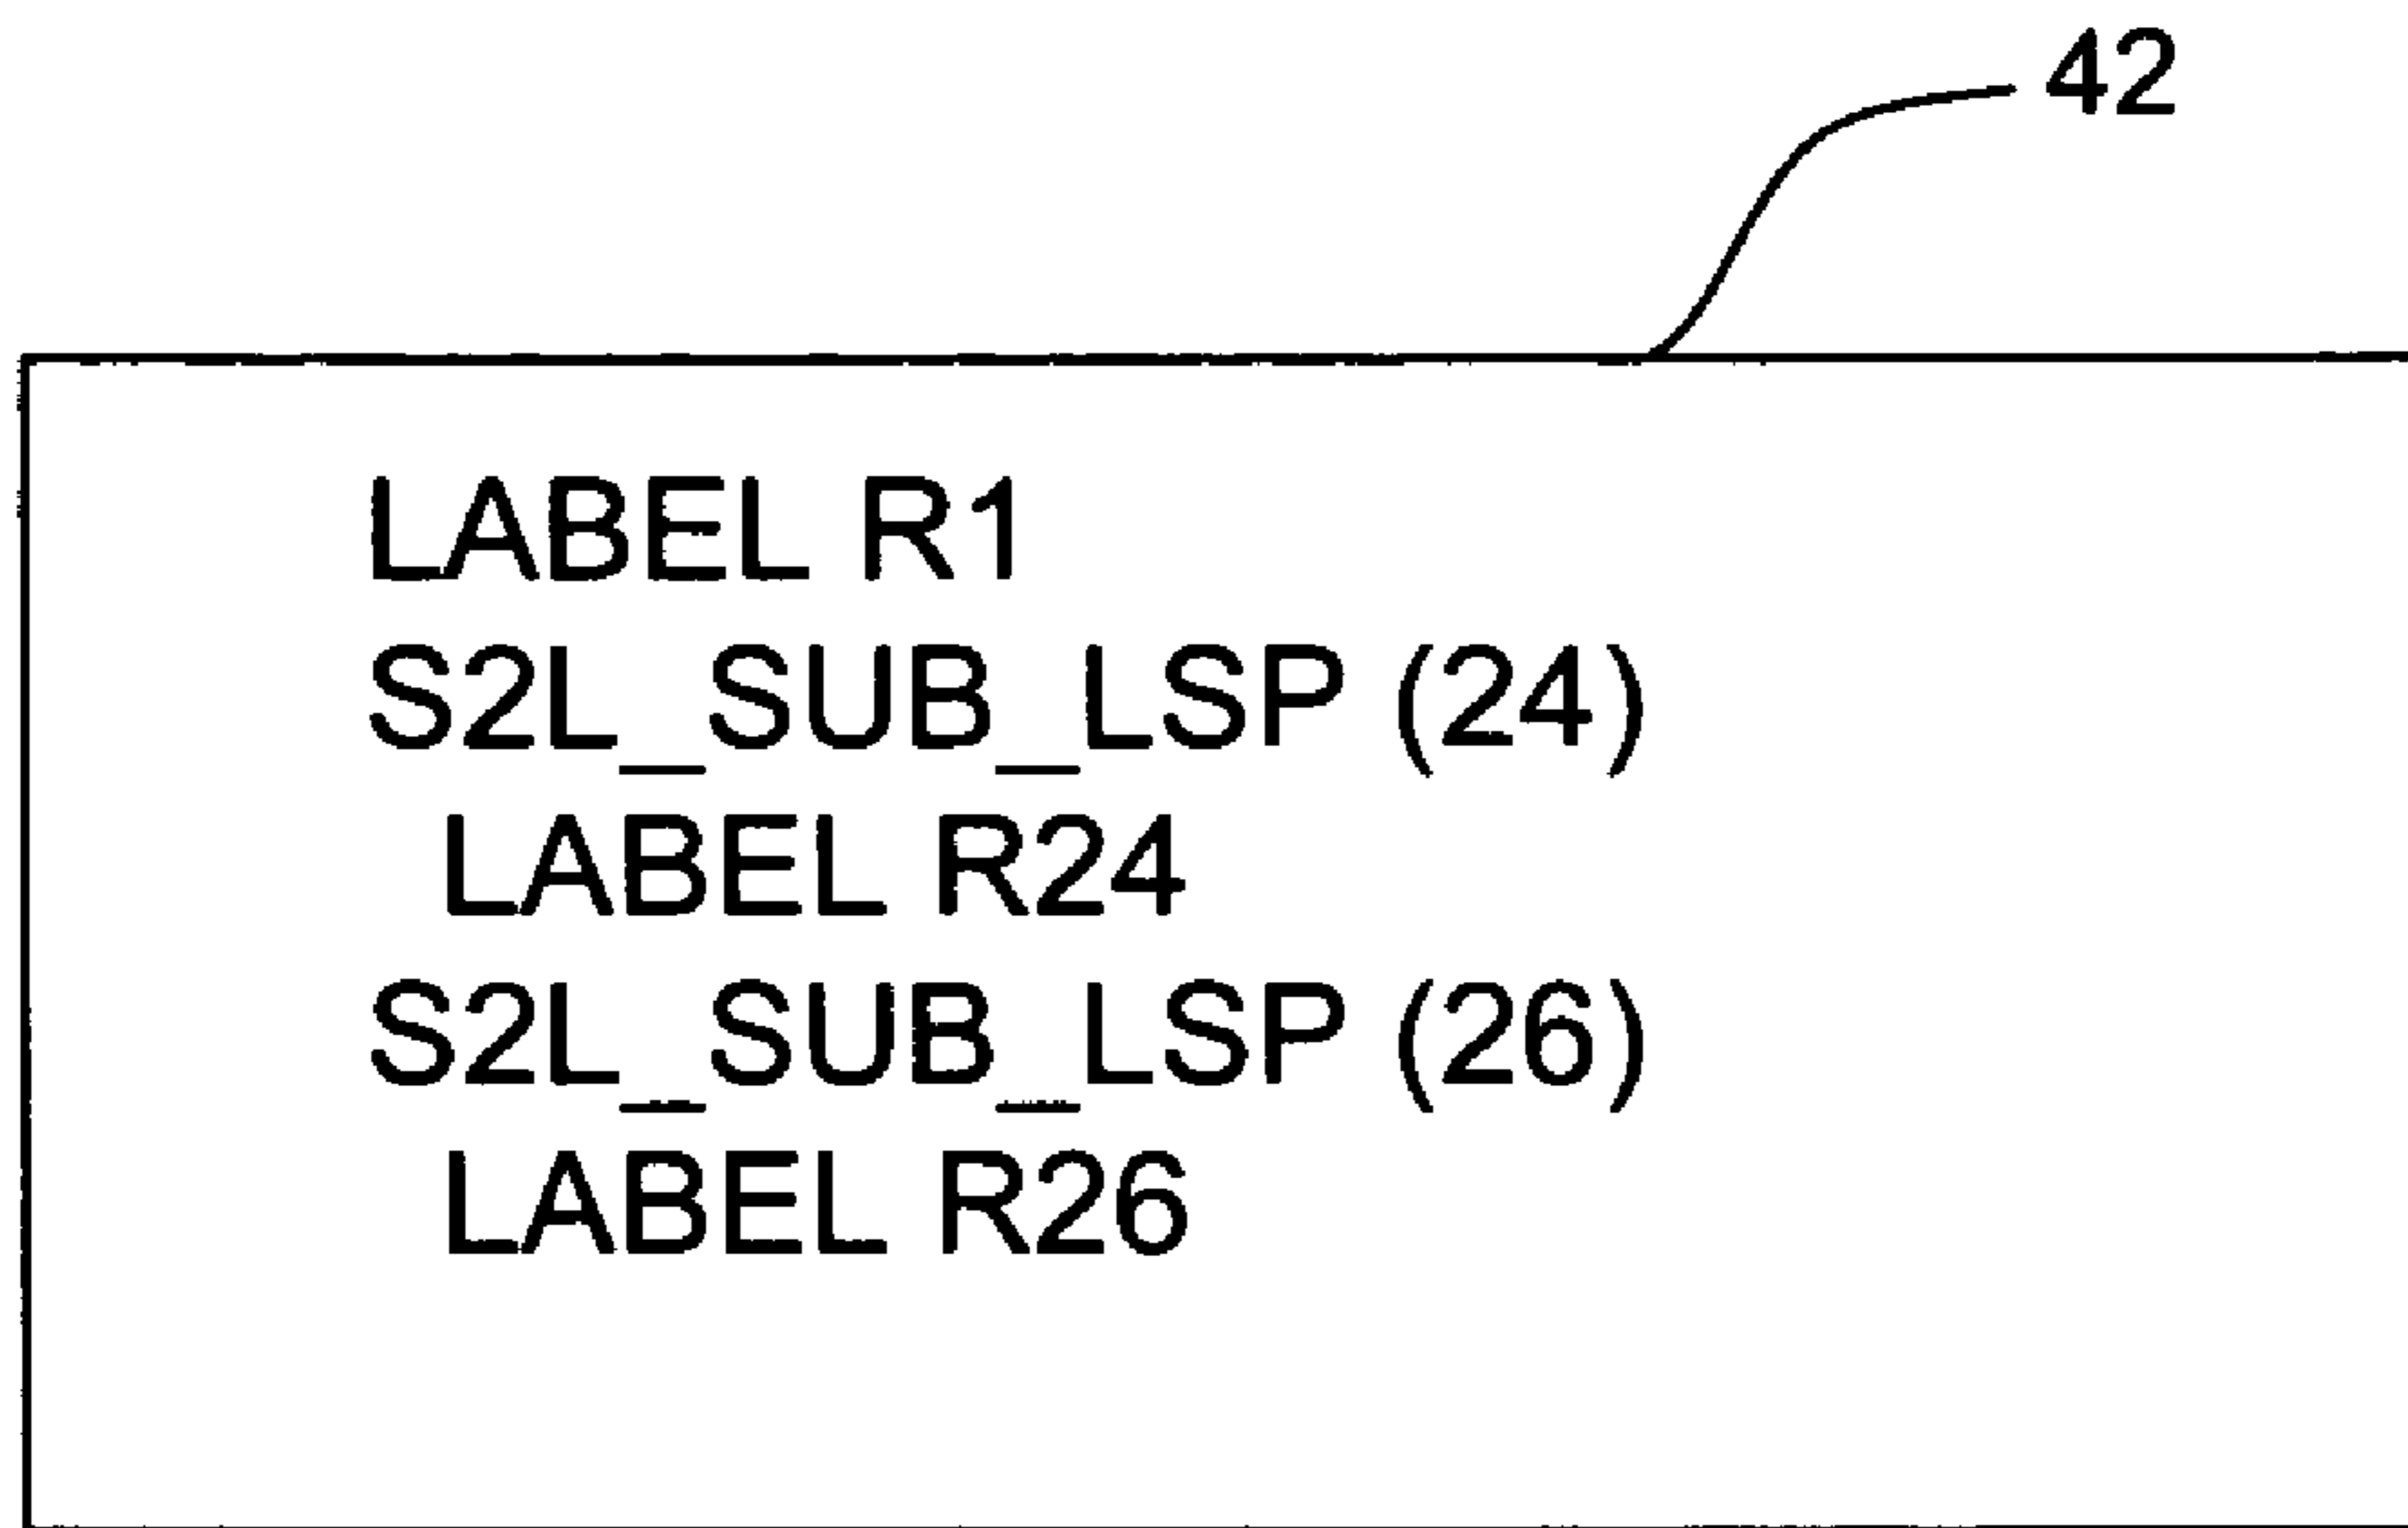 42
LABEL R1
S2L_SUB_LSP (24)
LABEL R24
S2L_SUB_LSP (26)
LABEL R26